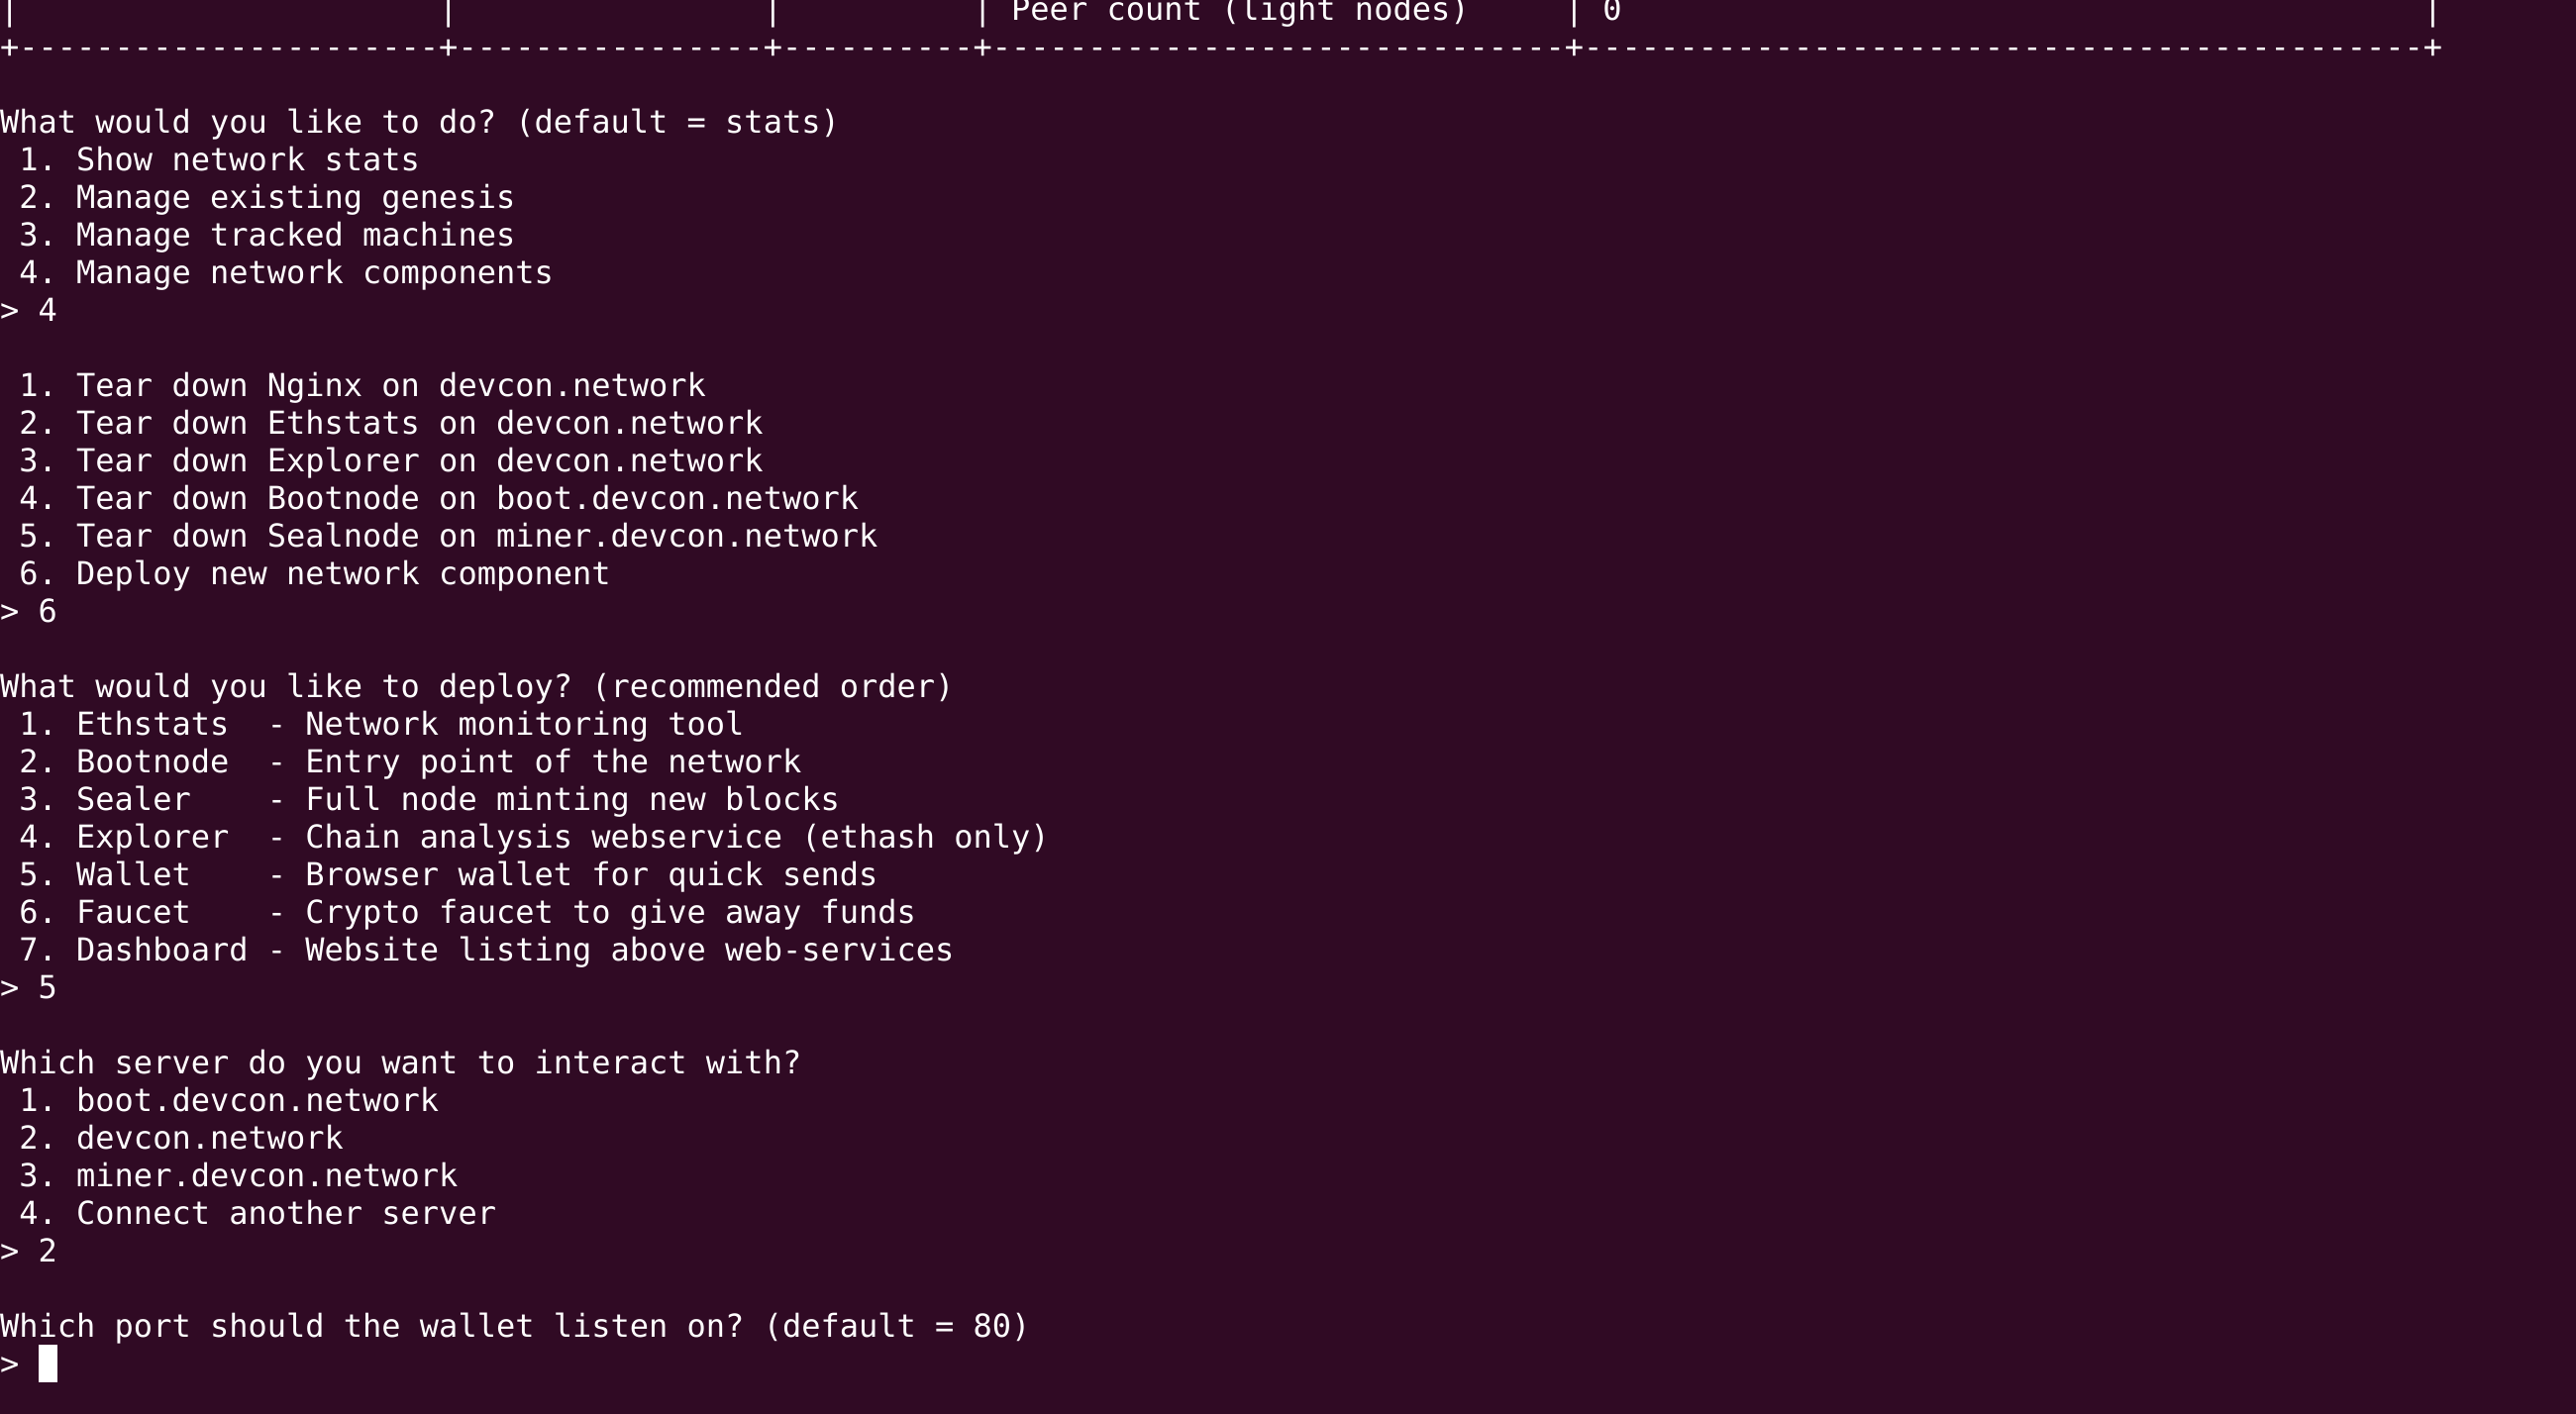 |                      |                |          | Peer count (light nodes)     | 0                                          |
+----------------------+----------------+----------+------------------------------+--------------------------------------------+
What would you like to do? (default = stats)
 1. Show network stats
 2. Manage existing genesis
 3. Manage tracked machines
 4. Manage network components
> 4
 1. Tear down Nginx on devcon.network
 2. Tear down Ethstats on devcon.network
 3. Tear down Explorer on devcon.network
 4. Tear down Bootnode on boot.devcon.network
 5. Tear down Sealnode on miner.devcon.network
 6. Deploy new network component
> 6
What would you like to deploy? (recommended order)
 1. Ethstats  - Network monitoring tool
 2. Bootnode  - Entry point of the network
 3. Sealer    - Full node minting new blocks
 4. Explorer  - Chain analysis webservice (ethash only)
 5. Wallet    - Browser wallet for quick sends
 6. Faucet    - Crypto faucet to give away funds
 7. Dashboard - Website listing above web-services
> 5
Which server do you want to interact with?
 1. boot.devcon.network
 2. devcon.network
 3. miner.devcon.network
 4. Connect another server
> 2
Which port should the wallet listen on? (default = 80)
>